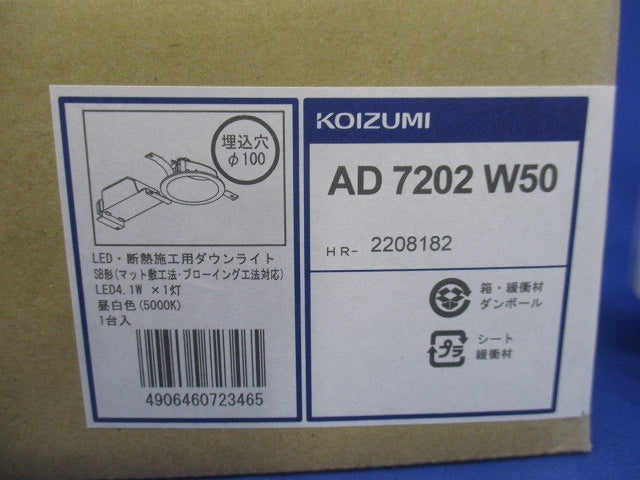 埋込穴
φ100
LED・断熱施工用ダウンライト
SB形(マット敷工法・ブローイング工法対応)
LED4.1W ×1灯
昼白色(5000K)
1台入
4906460723465
KOIZUMI
AD 7202 W50
HR- 2208182
箱・緩衝材
ダンボール
プラ
シート
緩衝材